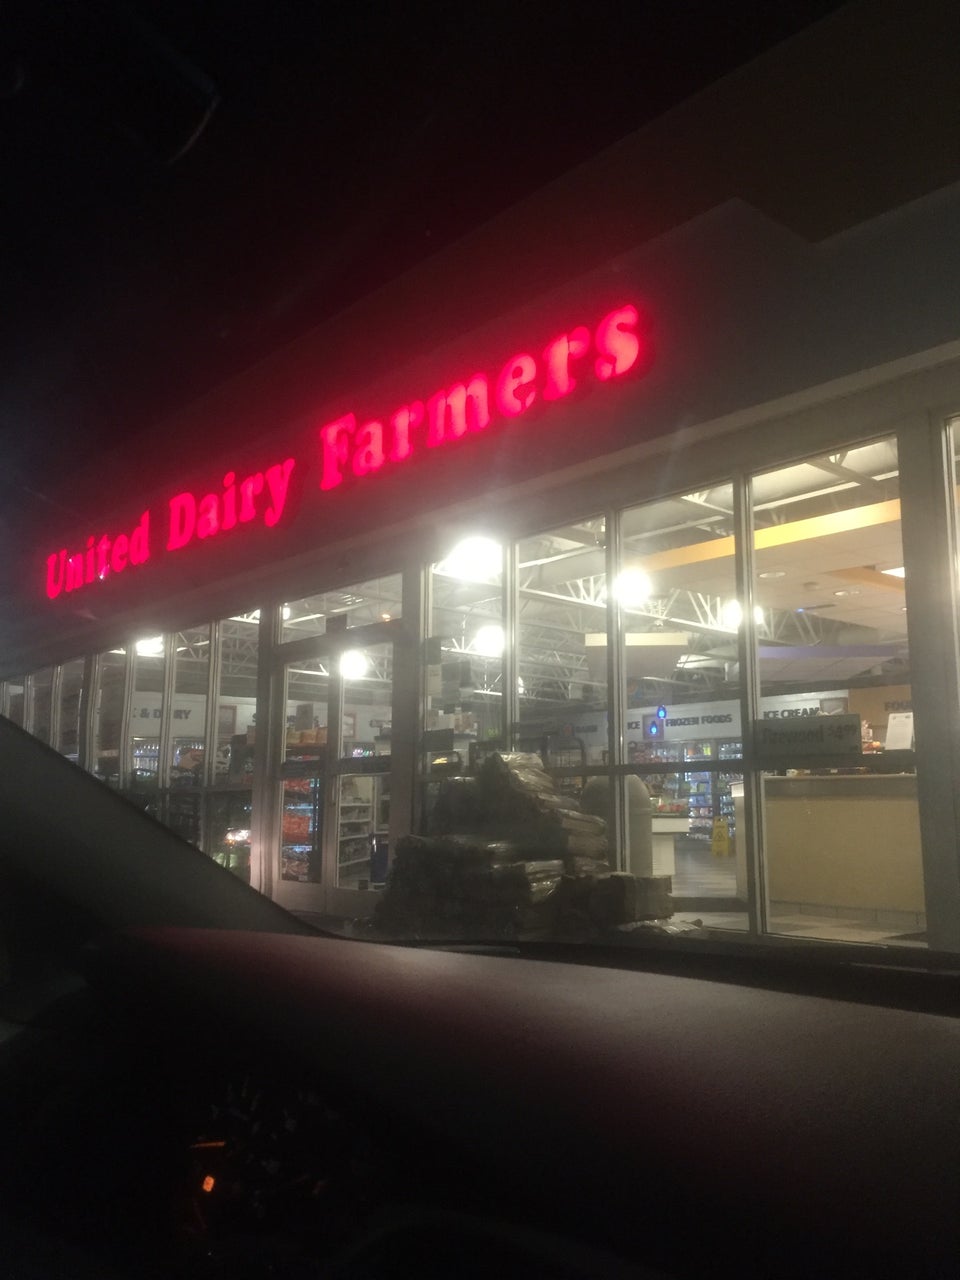 United Dairy Farmers
& DAIRY
ICE
FROZEN FOODS
ICE CREAM
Firewood